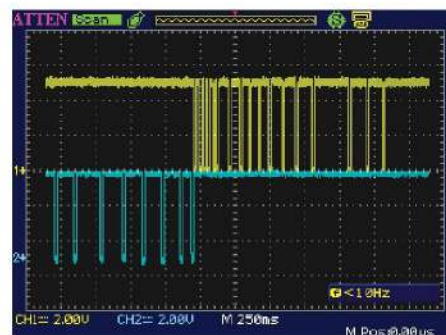 ATTEN Scan
1
2
F<10Hz
CH1= 2.00V CH2= 2.00V M 250ms
M Pos:0.00us